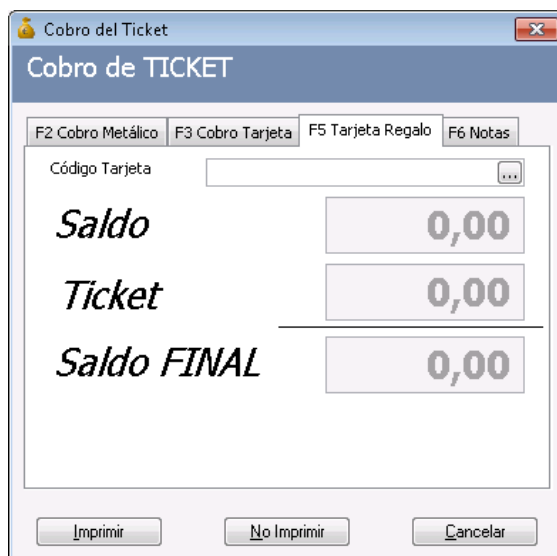 Cobro del Ticket
Cobro de TICKET
F2 Cobro Metálico F3 Cobro Tarjeta F5 Tarjeta Regalo F6 Notas
Código Tarjeta ...
Saldo 0,00
Ticket 0,00
Saldo FINAL 0,00
Imprimir No Imprimir Cancelar